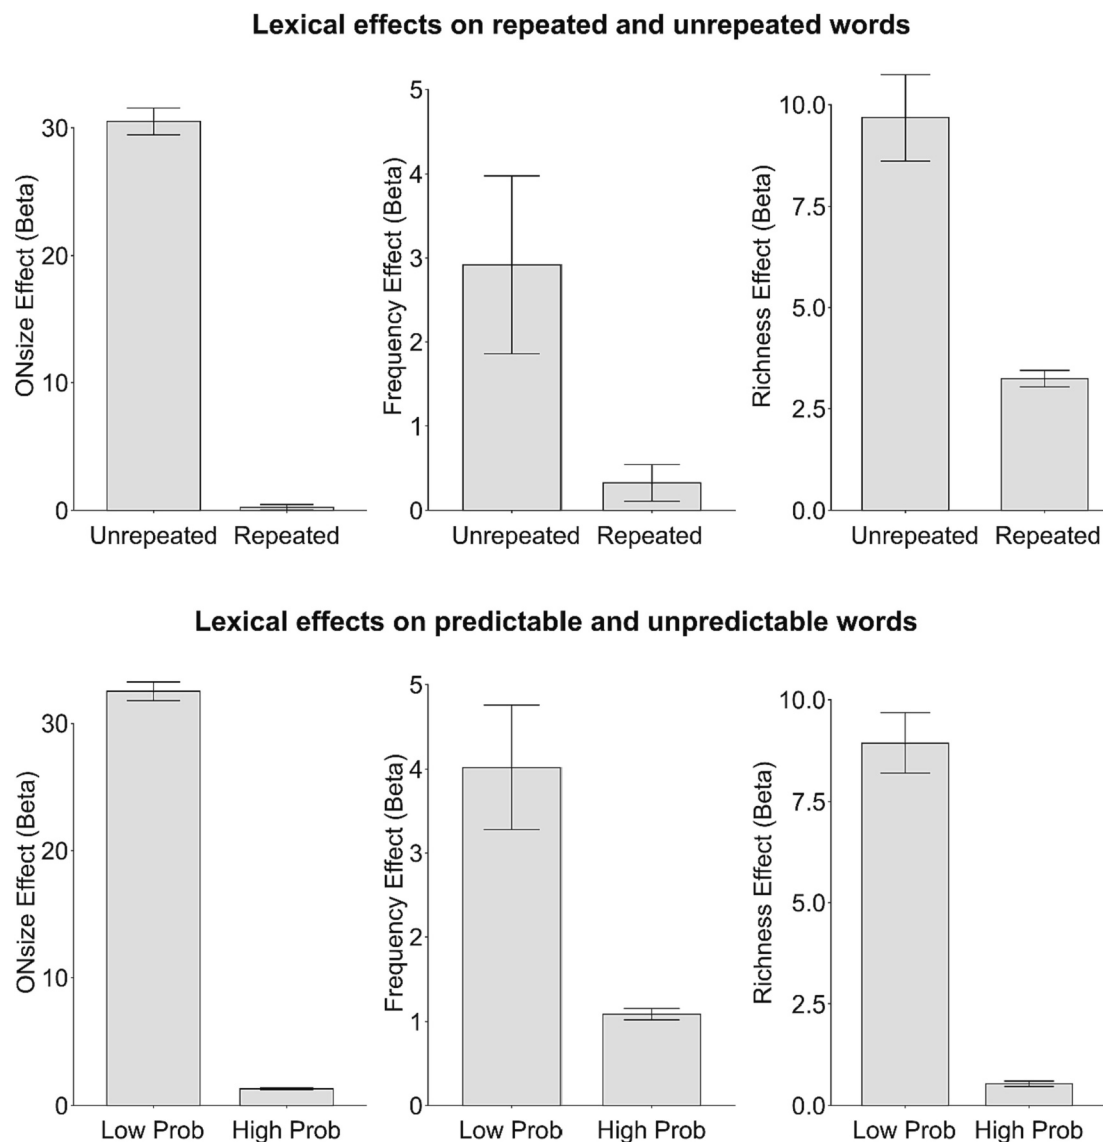 Lexical effects on repeated and unrepeated words
ONsize Effect (Beta)
30
20
10
0
Unrepeated Repeated
Frequency Effect (Beta)
5
4
3
2
1
0
Unrepeated Repeated
Richness Effect (Beta)
10.0
7.5
5.0
2.5
0.0
Unrepeated Repeated
Lexical effects on predictable and unpredictable words
ONsize Effect (Beta)
30
20
10
0
Low Prob High Prob
Frequency Effect (Beta)
5
4
3
2
1
0
Low Prob High Prob
Richness Effect (Beta)
10.0
7.5
5.0
2.5
0.0
Low Prob High Prob